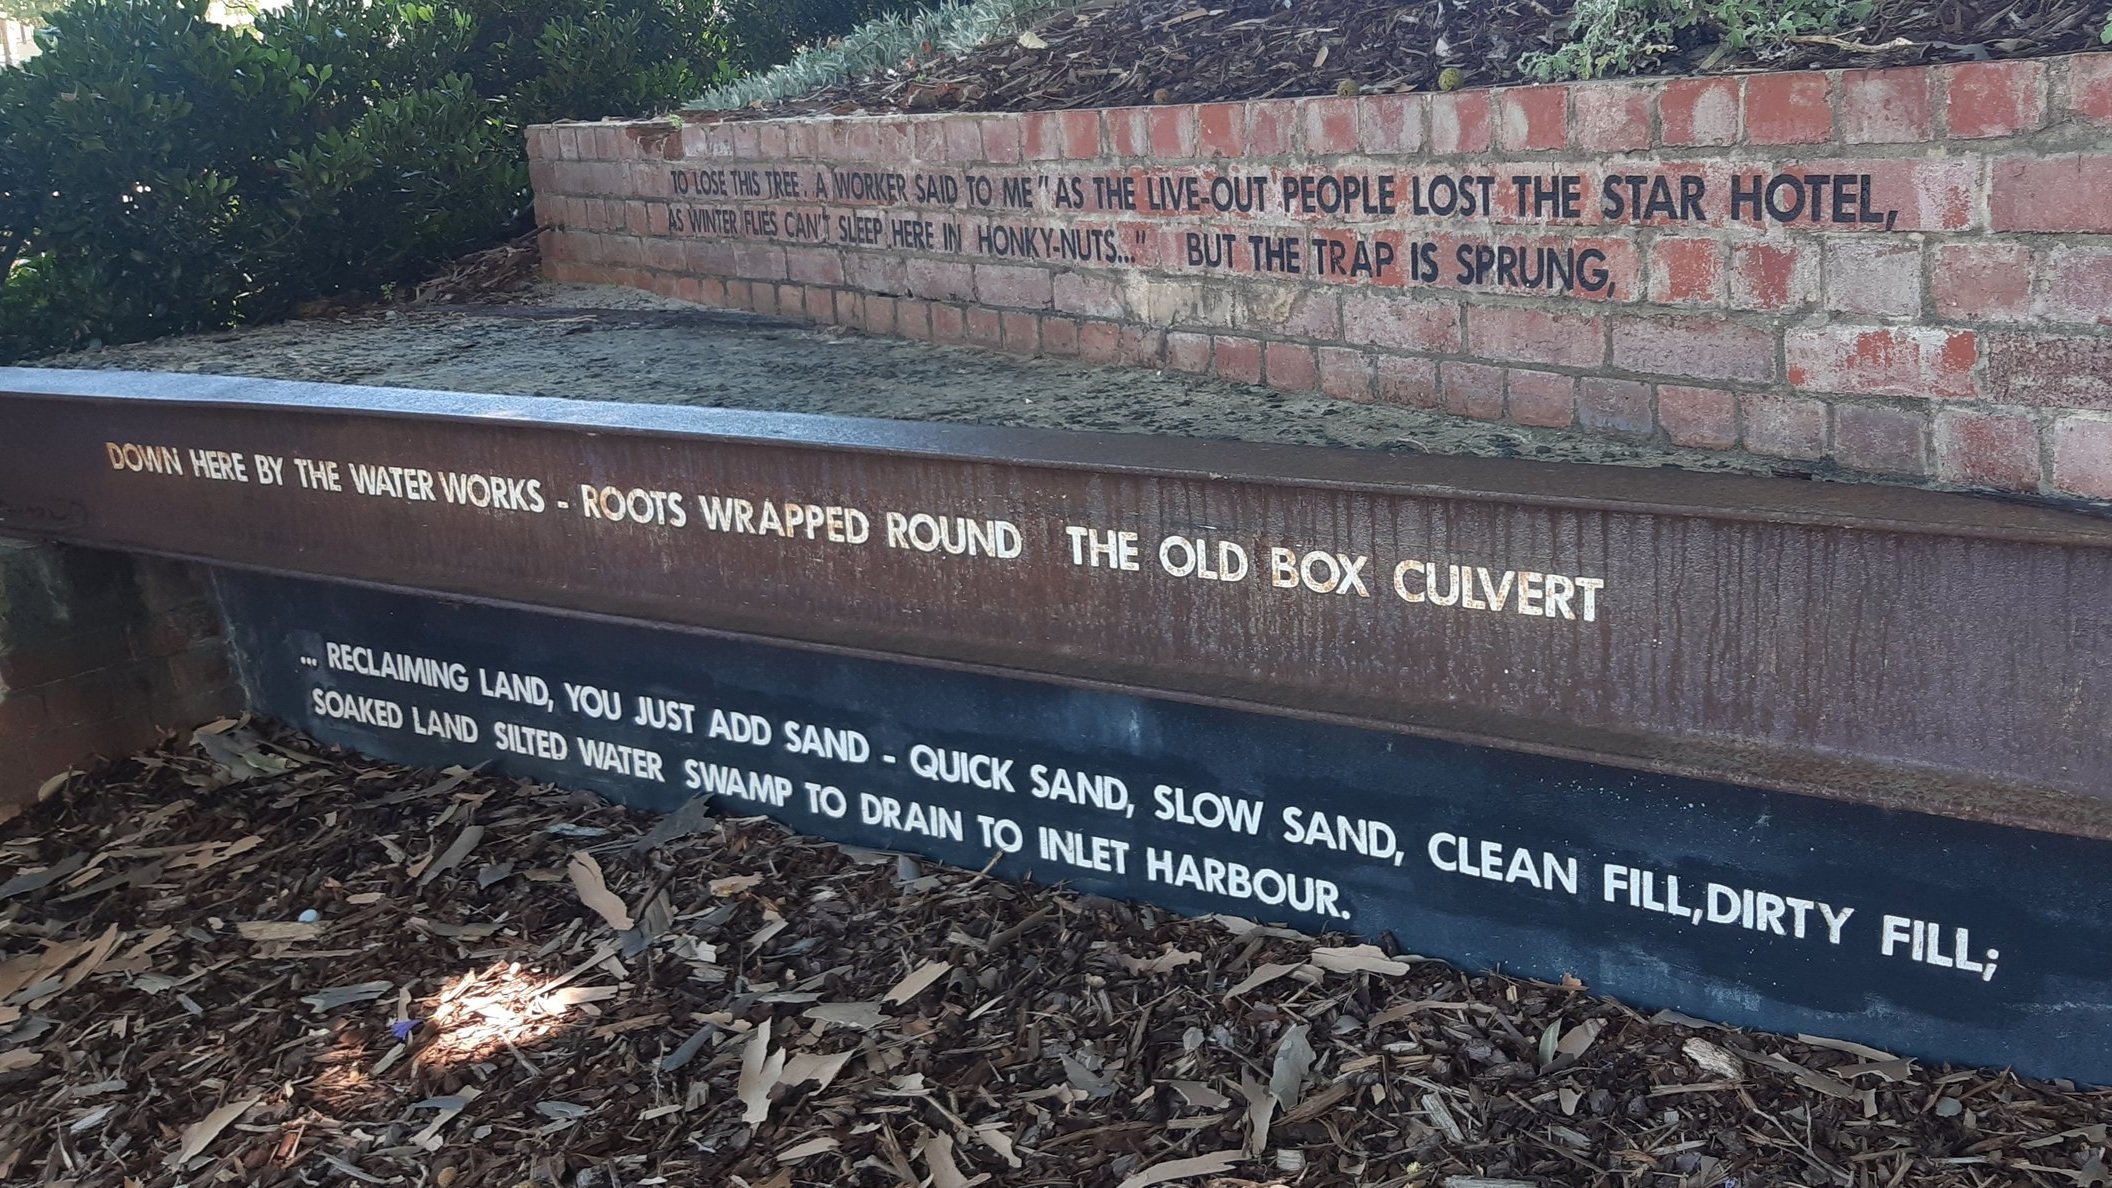 TO LOSE THIS TREE. A WORKER SAID TO ME "AS THE LIVE-OUT PEOPLE LOST THE STAR HOTEL,
AS WINTER FLIES CAN'T SLEEP HERE IN HONKY-NUTS..." BUT THE TRAP IS SPRUNG,
DOWN HERE BY THE WATER WORKS - ROOTS WRAPPED ROUND THE OLD BOX CULVERT
... RECLAIMING LAND, YOU JUST ADD SAND - QUICK SAND, SLOW SAND, CLEAN FILL,DIRTY FILL;
SOAKED LAND SILTED WATER SWAMP TO DRAIN TO INLET HARBOUR.